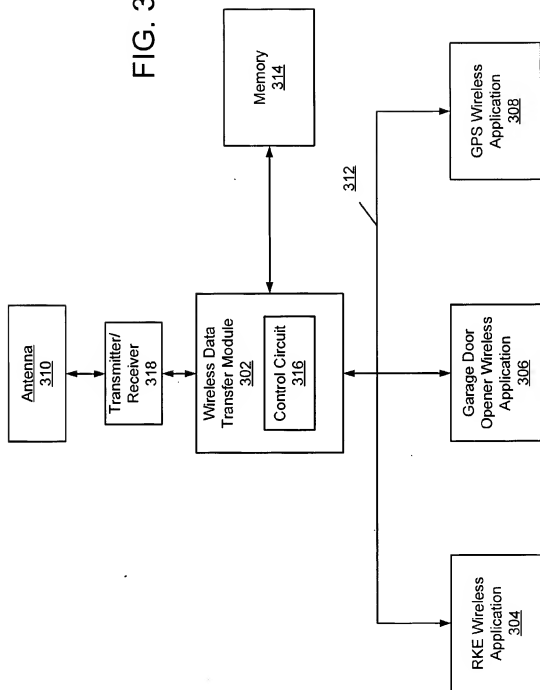 FIG. 3
Antenna
310
Transmitter/
Receiver
318
Wireless Data
Transfer Module
302
Control Circuit
316
Memory
314
312
RKE Wireless
Application
304
Garage Door
Opener Wireless
Application
306
GPS Wireless
Application
308